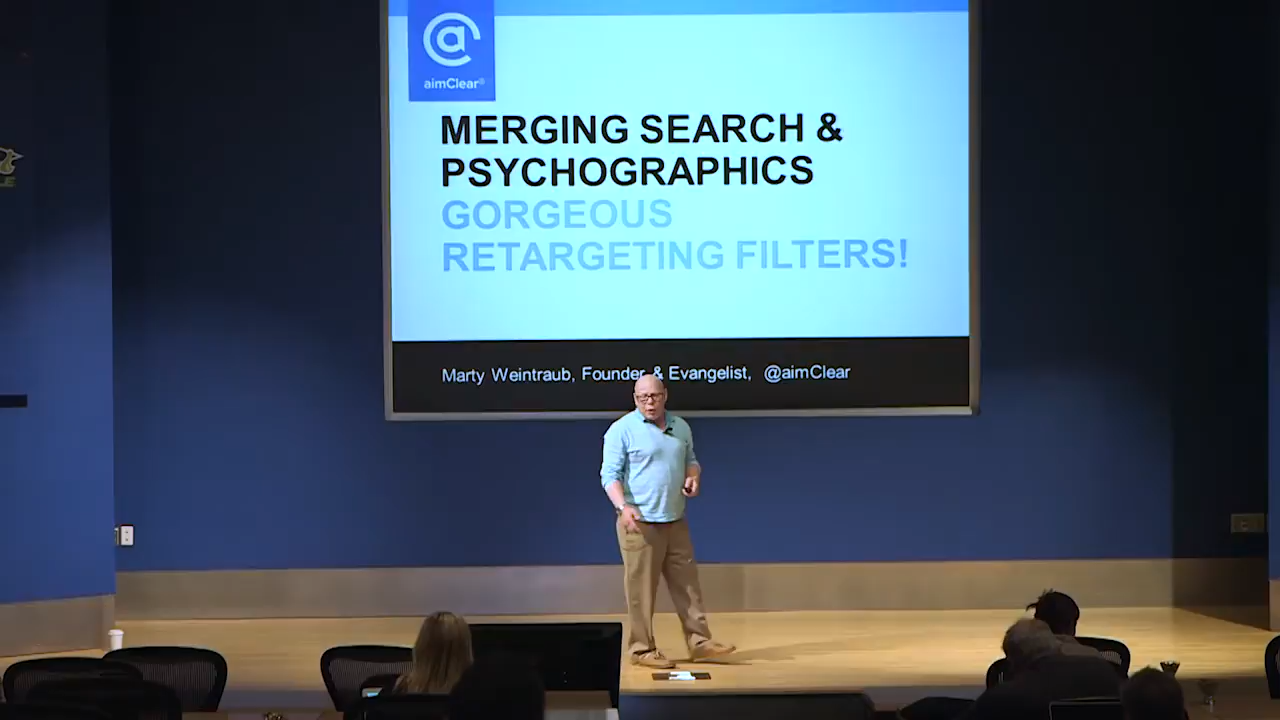 aimClear®
MERGING SEARCH &
PSYCHOGRAPHICS
GORGEOUS
RETARGETING FILTERS!
Marty Weintraub, Founder & Evangelist, @aimClear